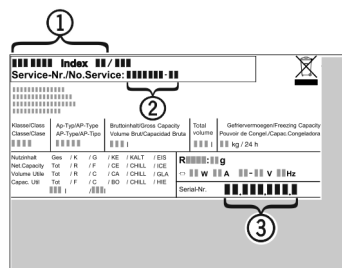 1
Index /
Service-Nr./No.Service: -
2
Klasse/Class Ap-Typ/AP-Type Bruttoinhalt/Gross Capacity Total Gefriervermoegen/Freezing Capacity
Classe/Clase AP-Type/AP-Tipo Volume Brut/Capacidad Bruta volume Pouvoir de Congel./Capac.Congeladora
l l kg / 24 h
Nutzinhalt Ges / K / G / KE / KALT / EIS
Net.Capacity Tot / R / F / CE / CHILL / ICE
Volume Utile Tot / R / C / CA / CHILL / GLA
Capac. Util Tot / F / C / BO / CHILL / HIE
l / l
R : g
W A - V Hz
Serial-Nr. . . .
3